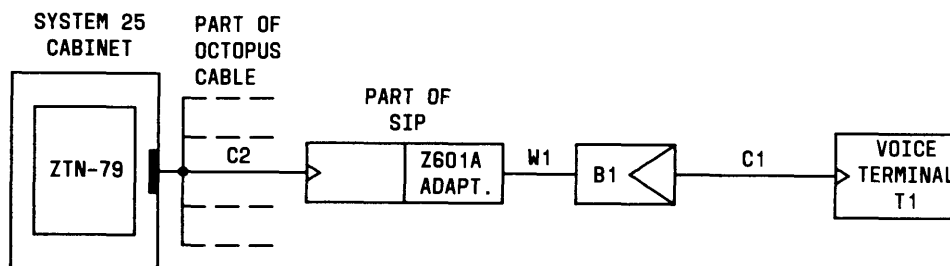 SYSTEM 25
CABINET
PART OF
OCTOPUS
CABLE
PART OF
SIP
ZTN-79
C2
Z601A
ADAPT.
W1
B1
C1
VOICE
TERMINAL
T1